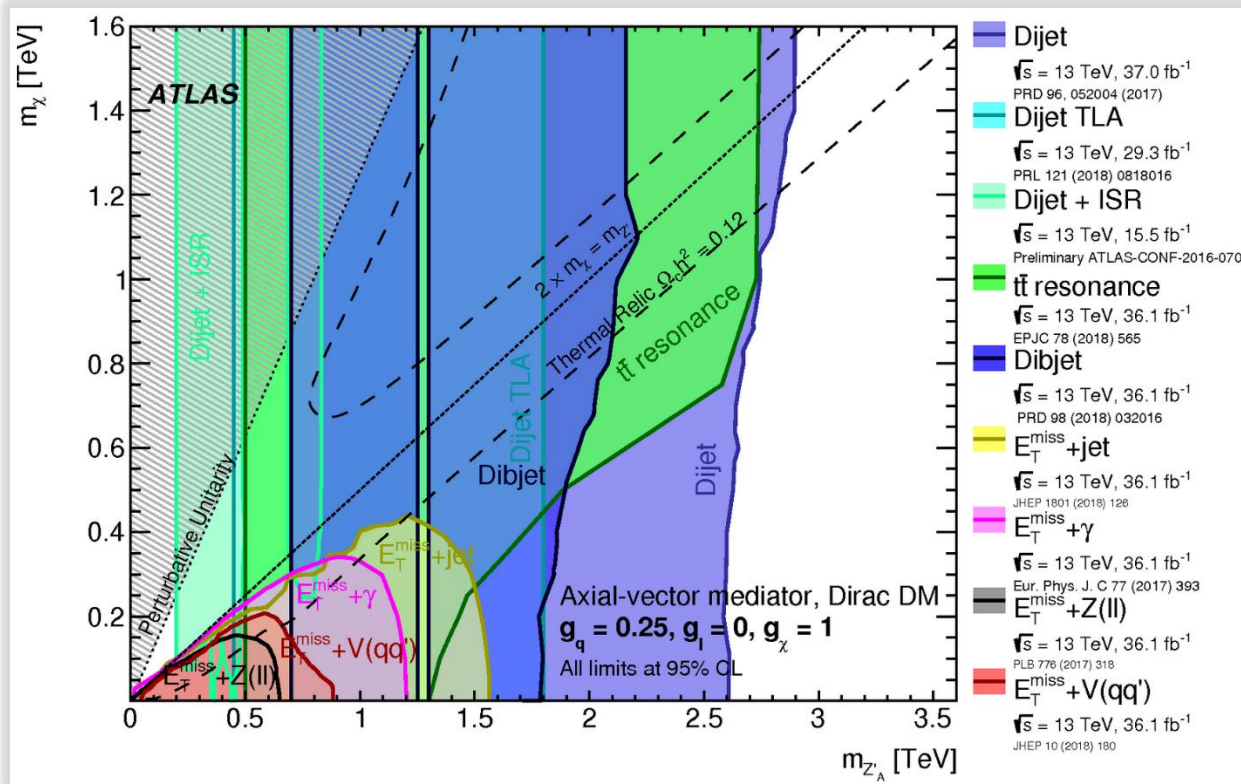 m_χ [TeV]
1.6
1.4
1.2
1
0.8
0.6
0.4
0.2
0
0.5
1
1.5
2
2.5
3
3.5
m_Z'_A [TeV]
ATLAS
Dijet + ISR
Perturbative Unitarity
2 × m_χ = m_Z'
Thermal Relic Ω_c h² = 0.12
tt̄ resonance
Dijet TLA
Dibjet
Dijet
E_T^miss+jet
E_T^miss+γ
E_T^miss+V(qq')
E_T^miss+Z(ll)
Axial-vector mediator, Dirac DM
g_q = 0.25, g_l = 0, g_χ = 1
All limits at 95% CL
Dijet
√s = 13 TeV, 37.0 fb⁻¹
PRD 96, 052004 (2017)
Dijet TLA
√s = 13 TeV, 29.3 fb⁻¹
PRL 121 (2018) 0818016
Dijet + ISR
√s = 13 TeV, 15.5 fb⁻¹
Preliminary ATLAS-CONF-2016-070
tt̄ resonance
√s = 13 TeV, 36.1 fb⁻¹
EPJC 78 (2018) 565
Dibjet
√s = 13 TeV, 36.1 fb⁻¹
PRD 98 (2018) 032016
E_T^miss+jet
√s = 13 TeV, 36.1 fb⁻¹
JHEP 1801 (2018) 126
E_T^miss+γ
√s = 13 TeV, 36.1 fb⁻¹
Eur. Phys. J. C 77 (2017) 393
E_T^miss+Z(ll)
√s = 13 TeV, 36.1 fb⁻¹
PLB 776 (2017) 318
E_T^miss+V(qq')
√s = 13 TeV, 36.1 fb⁻¹
JHEP 10 (2018) 180